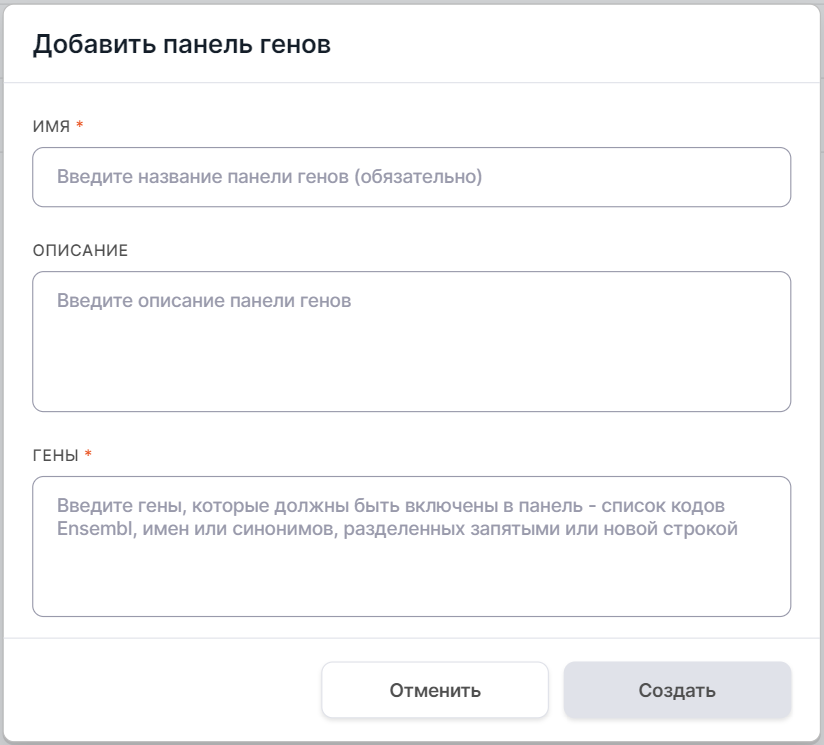 Добавить панель генов
ИМЯ *
Введите название панели генов (обязательно)
ОПИСАНИЕ
Введите описание панели генов
ГЕНЫ *
Введите гены, которые должны быть включены в панель - список кодов
Ensembl, имен или синонимов, разделенных запятыми или новой строкой
Отменить
Создать